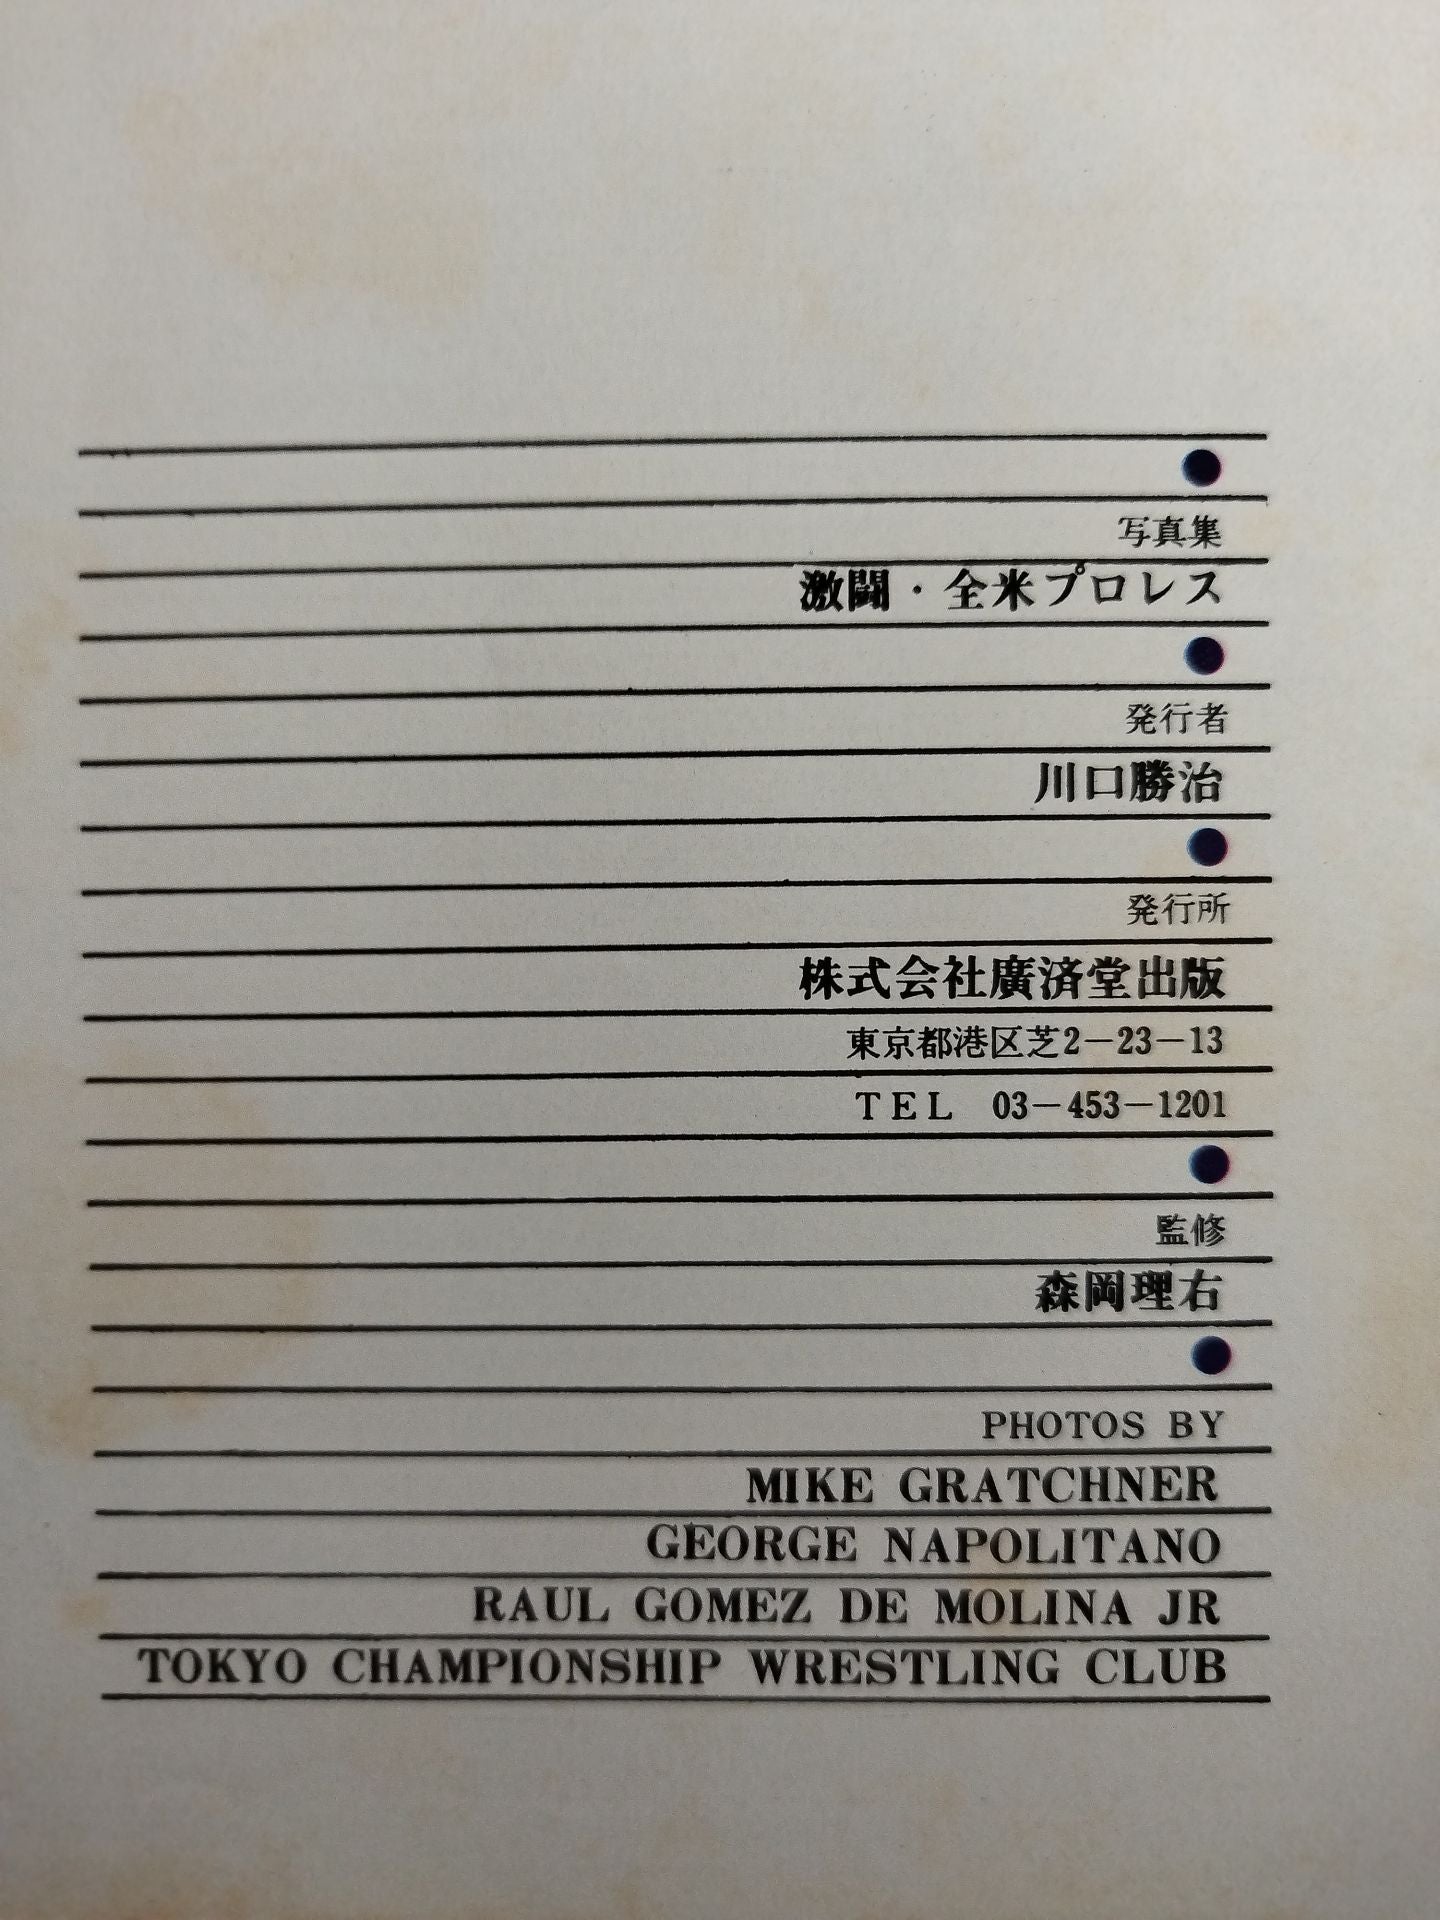 写真集
激闘・全米プロレス
発行者
川口勝治
発行所
株式会社廣済堂出版
東京都港区芝2-23-13
TEL 03-453-1201
監修
森岡理右
PHOTOS BY
MIKE GRATCHNER
GEORGE NAPOLITANO
RAUL GOMEZ DE MOLINA JR
TOKYO CHAMPIONSHIP WRESTLING CLUB